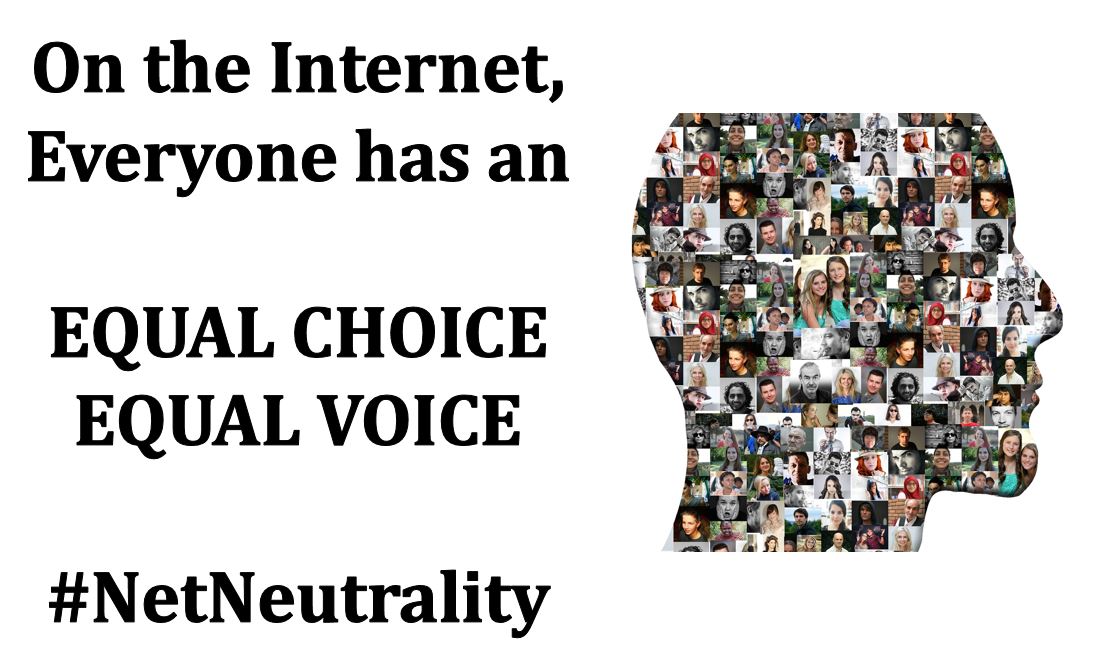 On the Internet,
Everyone has an
EQUAL CHOICE
EQUAL VOICE
#NetNeutrality